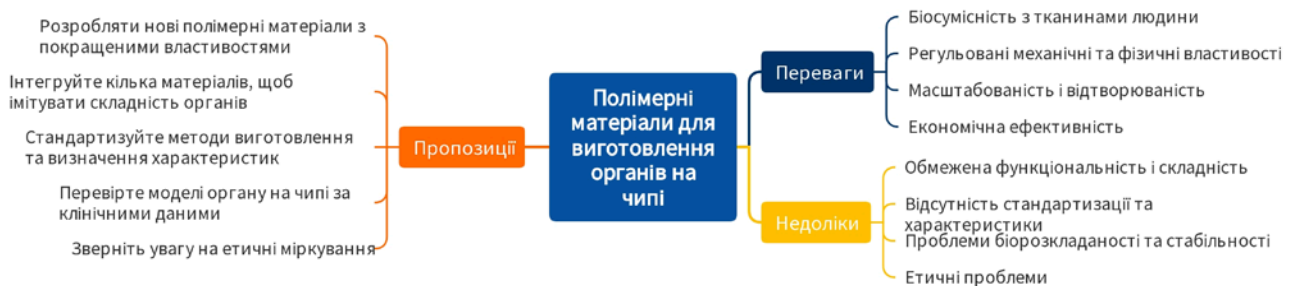 Розробляти нові полімерні матеріали з
покращеними властивостями
Інтегруйте кілька матеріалів, щоб
імітувати складність органів
Стандартизуйте методи виготовлення
та визначення характеристик
Перевірте моделі органу на чипі за
клінічними даними
Зверніть увагу на етичні міркування
Пропозиції
Полімерні
матеріали для
виготовлення
органів на
чипі
Переваги
Біосумісність з тканинами людини
Регульовані механічні та фізичні властивості
Масштабованість і відтворюваність
Економічна ефективність
Недоліки
Обмежена функціональність і складність
Відсутність стандартизації та
характеристики
Проблеми біорозкладаності та стабільності
Етичні проблеми